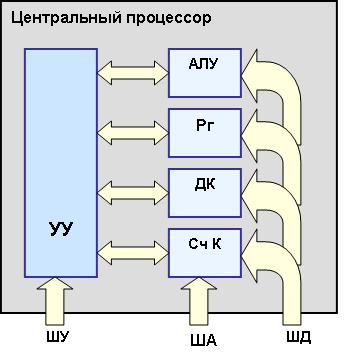 Центральный процессор
АЛУ
Рг
ДК
УУ
Сч К
ШУ
ША
ШД